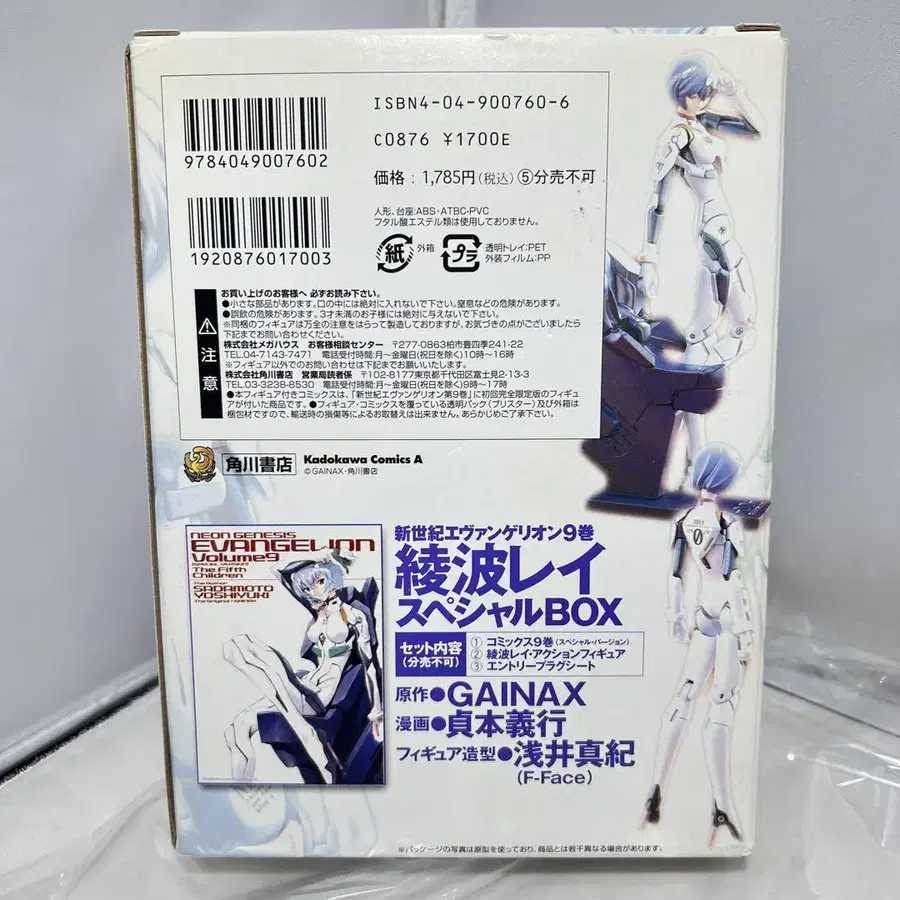 9784049007602
ISBN4-04-900760-6
C0876 ¥1700E
価格：1,785円(税込) ⑤分売不可
1920876017003
人形、台座:ABS・ATBC-PVC
フタル酸エステル類は使用しておりません。
紙 外箱
プラ 透明トレイ:PET
外装フィルム:PP
注意
お買い上げのお客様へ 必ずお読み下さい。
●小さな部品があります。口の中には絶対に入れないで下さい。窒息などの危険があります。
●誤飲の危険があります。3才未満のお子様には絶対に与えないで下さい。
※同梱のフィギュアは万全の注意をはらって製造しておりますが、お気づきの点がございましたら
下記までお問い合わせください。
株式会社メガハウス お客様相談センター 〒277-0863柏市豊四季241-22
TEL.04-7143-7471 電話受付時間:月〜金曜日(祝日を除く)10時〜16時
※フィギュア以外でのお問い合わせは下記までお願いいたします。
株式会社角川書店 営業局読者係 〒102-8177東京都千代田区富士見2-13-3
TEL.03-3238-8530 電話受付時間:月〜金曜日(祝日を除く)9時〜17時
●本フィギュア付きコミックスは、「新世紀エヴァンゲリオン第9巻」に初回完全限定版のフィギュ
アが付いた商品です。●フィギュア・コミックスを覆っている透明パック(ブリスター)及び外箱は
梱包材ですので、輸送時の損傷等によるお取替えは出来ません。あらかじめご了承下さい。
角川書店 Kadokawa Comics A
©GAINAX・角川書店
NEON GENESIS
EVANGELION
Volume9
(SPECIAL VERSION)
The Fifth
Children
The Author
SADAMOTO
YOSHIYUKI
The Original/GAINAX
新世紀エヴァンゲリオン9巻
綾波レイ
スペシャルBOX
セット内容
(分売不可)
① コミックス9巻(スペシャル・バージョン)
② 綾波レイ・アクションフィギュア
③ エントリープラグシート
原作●GAINAX
漫画●貞本義行
フィギュア造型●浅井真紀
(F-Face)
0
※パッケージの写真は原型を使っており、商品とは若干異なる場合があります。